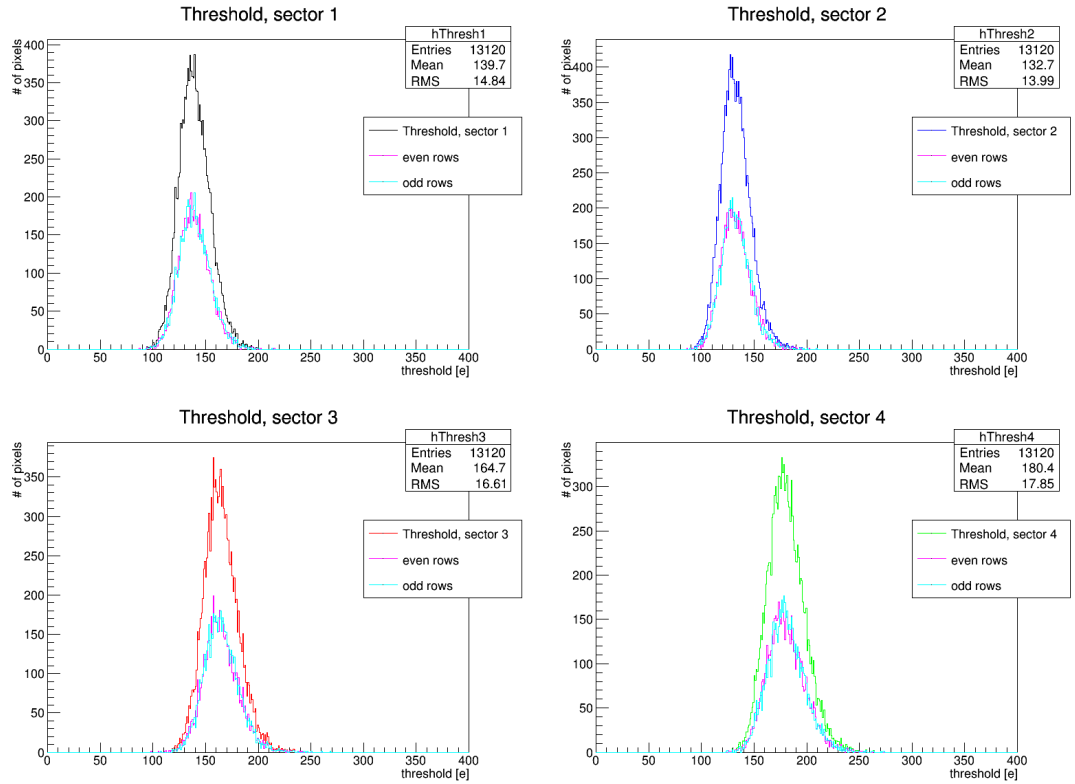 Threshold, sector 1
hThresh1
Entries 13120
Mean 139.7
RMS 14.84
# of pixels
400
350
300
250
200
150
100
50
0
Threshold, sector 1
even rows
odd rows
0 50 100 150 200 250 300 350 400
threshold [e]
Threshold, sector 2
hThresh2
Entries 13120
Mean 132.7
RMS 13.99
# of pixels
400
350
300
250
200
150
100
50
0
Threshold, sector 2
even rows
odd rows
0 50 100 150 200 250 300 350 400
threshold [e]
Threshold, sector 3
hThresh3
Entries 13120
Mean 164.7
RMS 16.61
# of pixels
350
300
250
200
150
100
50
0
Threshold, sector 3
even rows
odd rows
0 50 100 150 200 250 300 350 400
threshold [e]
Threshold, sector 4
hThresh4
Entries 13120
Mean 180.4
RMS 17.85
# of pixels
300
250
200
150
100
50
0
Threshold, sector 4
even rows
odd rows
0 50 100 150 200 250 300 350 400
threshold [e]